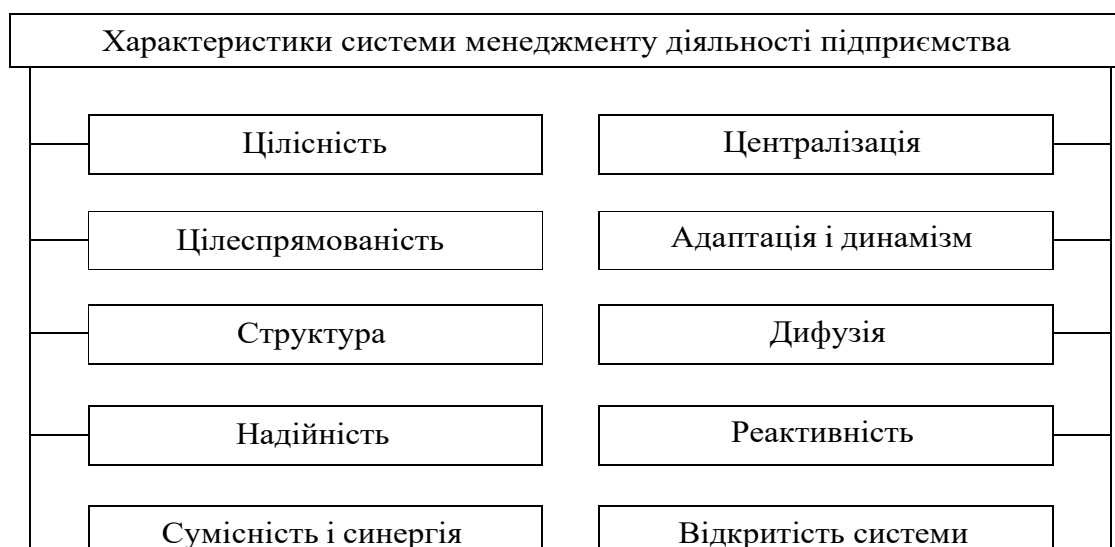 Характеристики системи менеджменту діяльності підприємства
Цілісність
Централізація
Цілеспрямованість
Адаптація і динамізм
Структура
Дифузія
Надійність
Реактивність
Сумісність і синергія
Відкритість системи